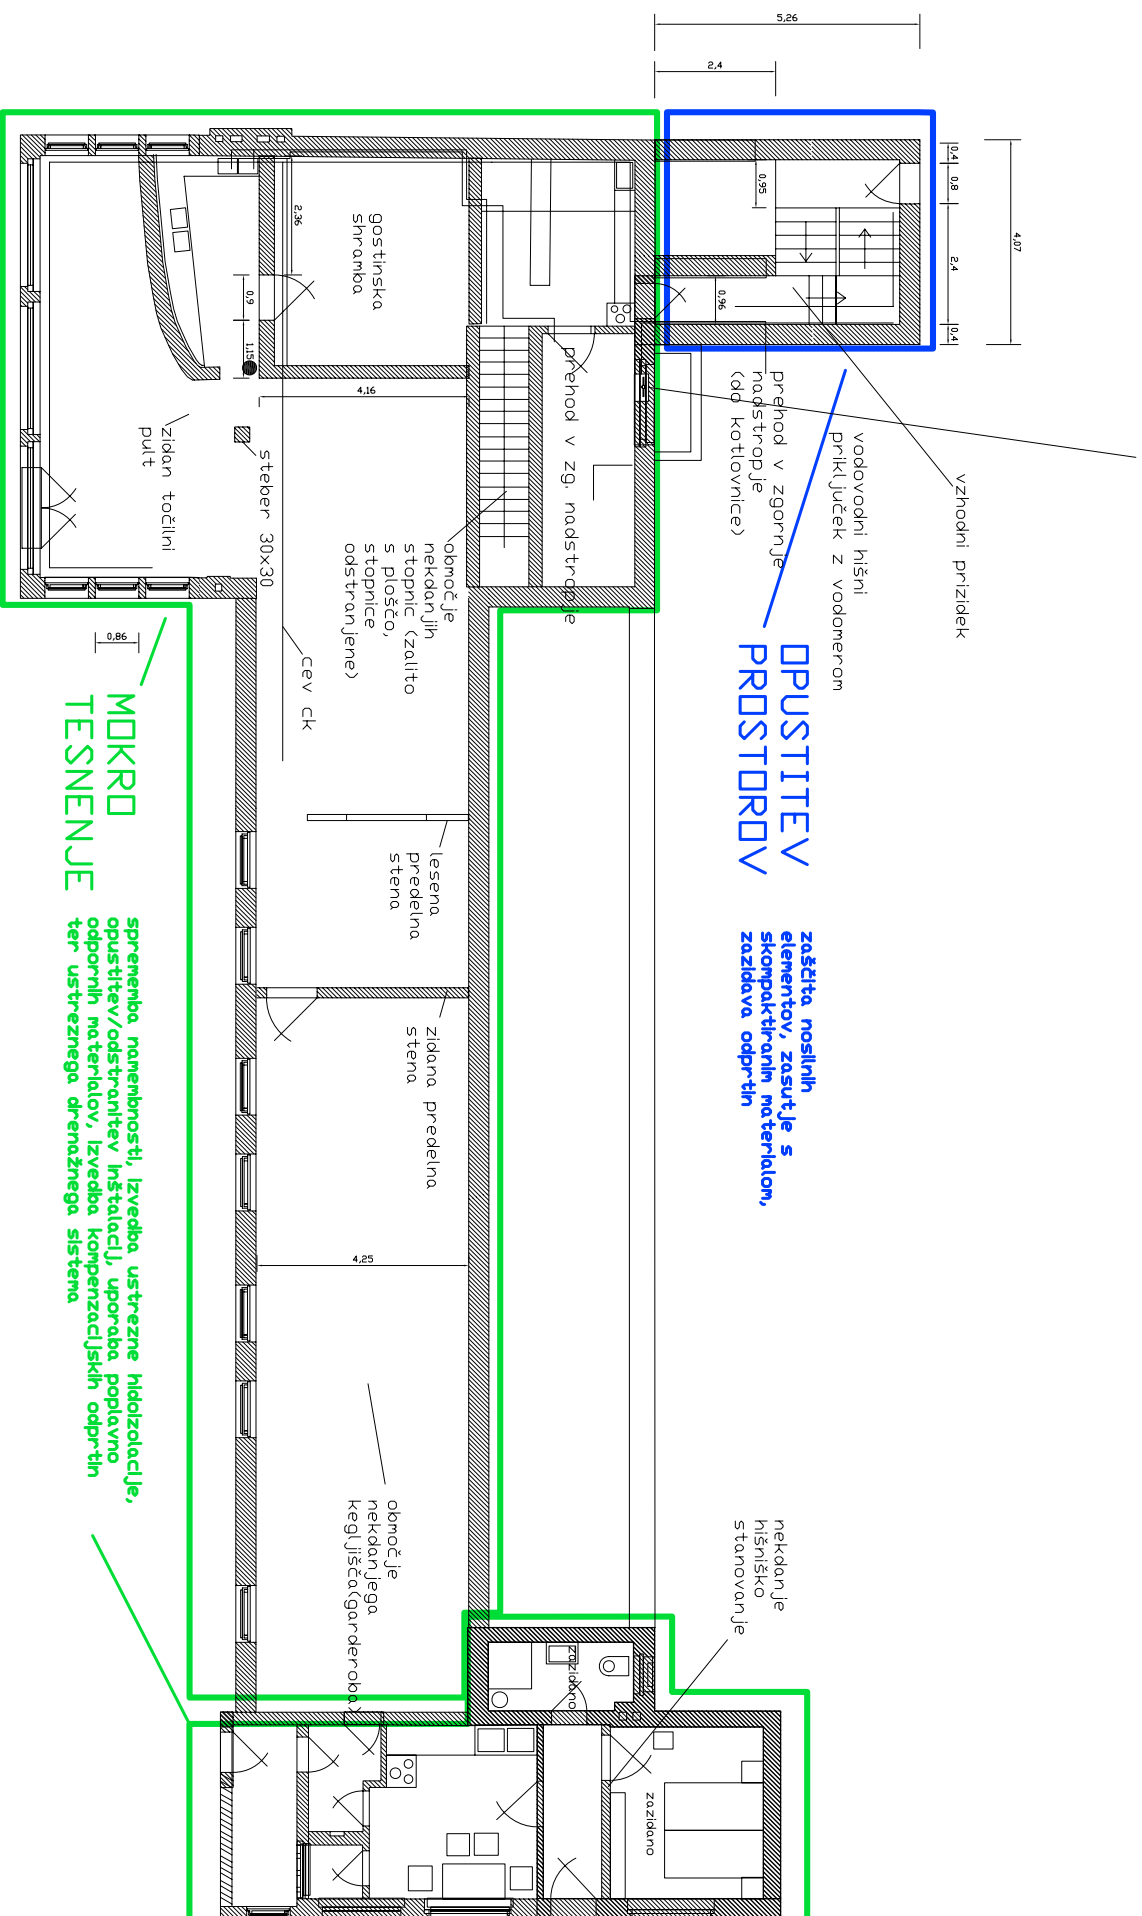 5,26
2,4
0,4
0,8
2,4
0,4
4,07
0,95
0,96
2,36
0,9
1,15
4,16
0,86
4,25
gostinska
shramba
prehod v zg. nadstropje
prehod v zgornje
nadstropje
(do kotlovnice)
vodovodni hišni
priključek z vodomerom
vzhodni prizidek
zidan točilni
pult
steber 30x30
cev ck
območje
nekdanjih
stopnic (zalito
s ploščo,
stopnice
odstranjene)
OPUSTITEV
PROSTOROV
zaščita nosilnih
elementov, zasutje s
skompaktiranim materialom,
zazidava odprtin
MOKRO
TESNENJE
sprememba namembnosti, izvedba ustrezne hidoizolacije,
opustitev/odstranitev inštalacij, uporaba poplavno
odpornih materialov, izvedba kompenzacijskih odprtin
ter ustreznega drenažnega sistema
lesena
predelna
stena
zidana predelna
stena
območje
nekdanjega
kegljišča(garderoba)
nekdanje
hišniško
stanovanje
zazidano
zazidano